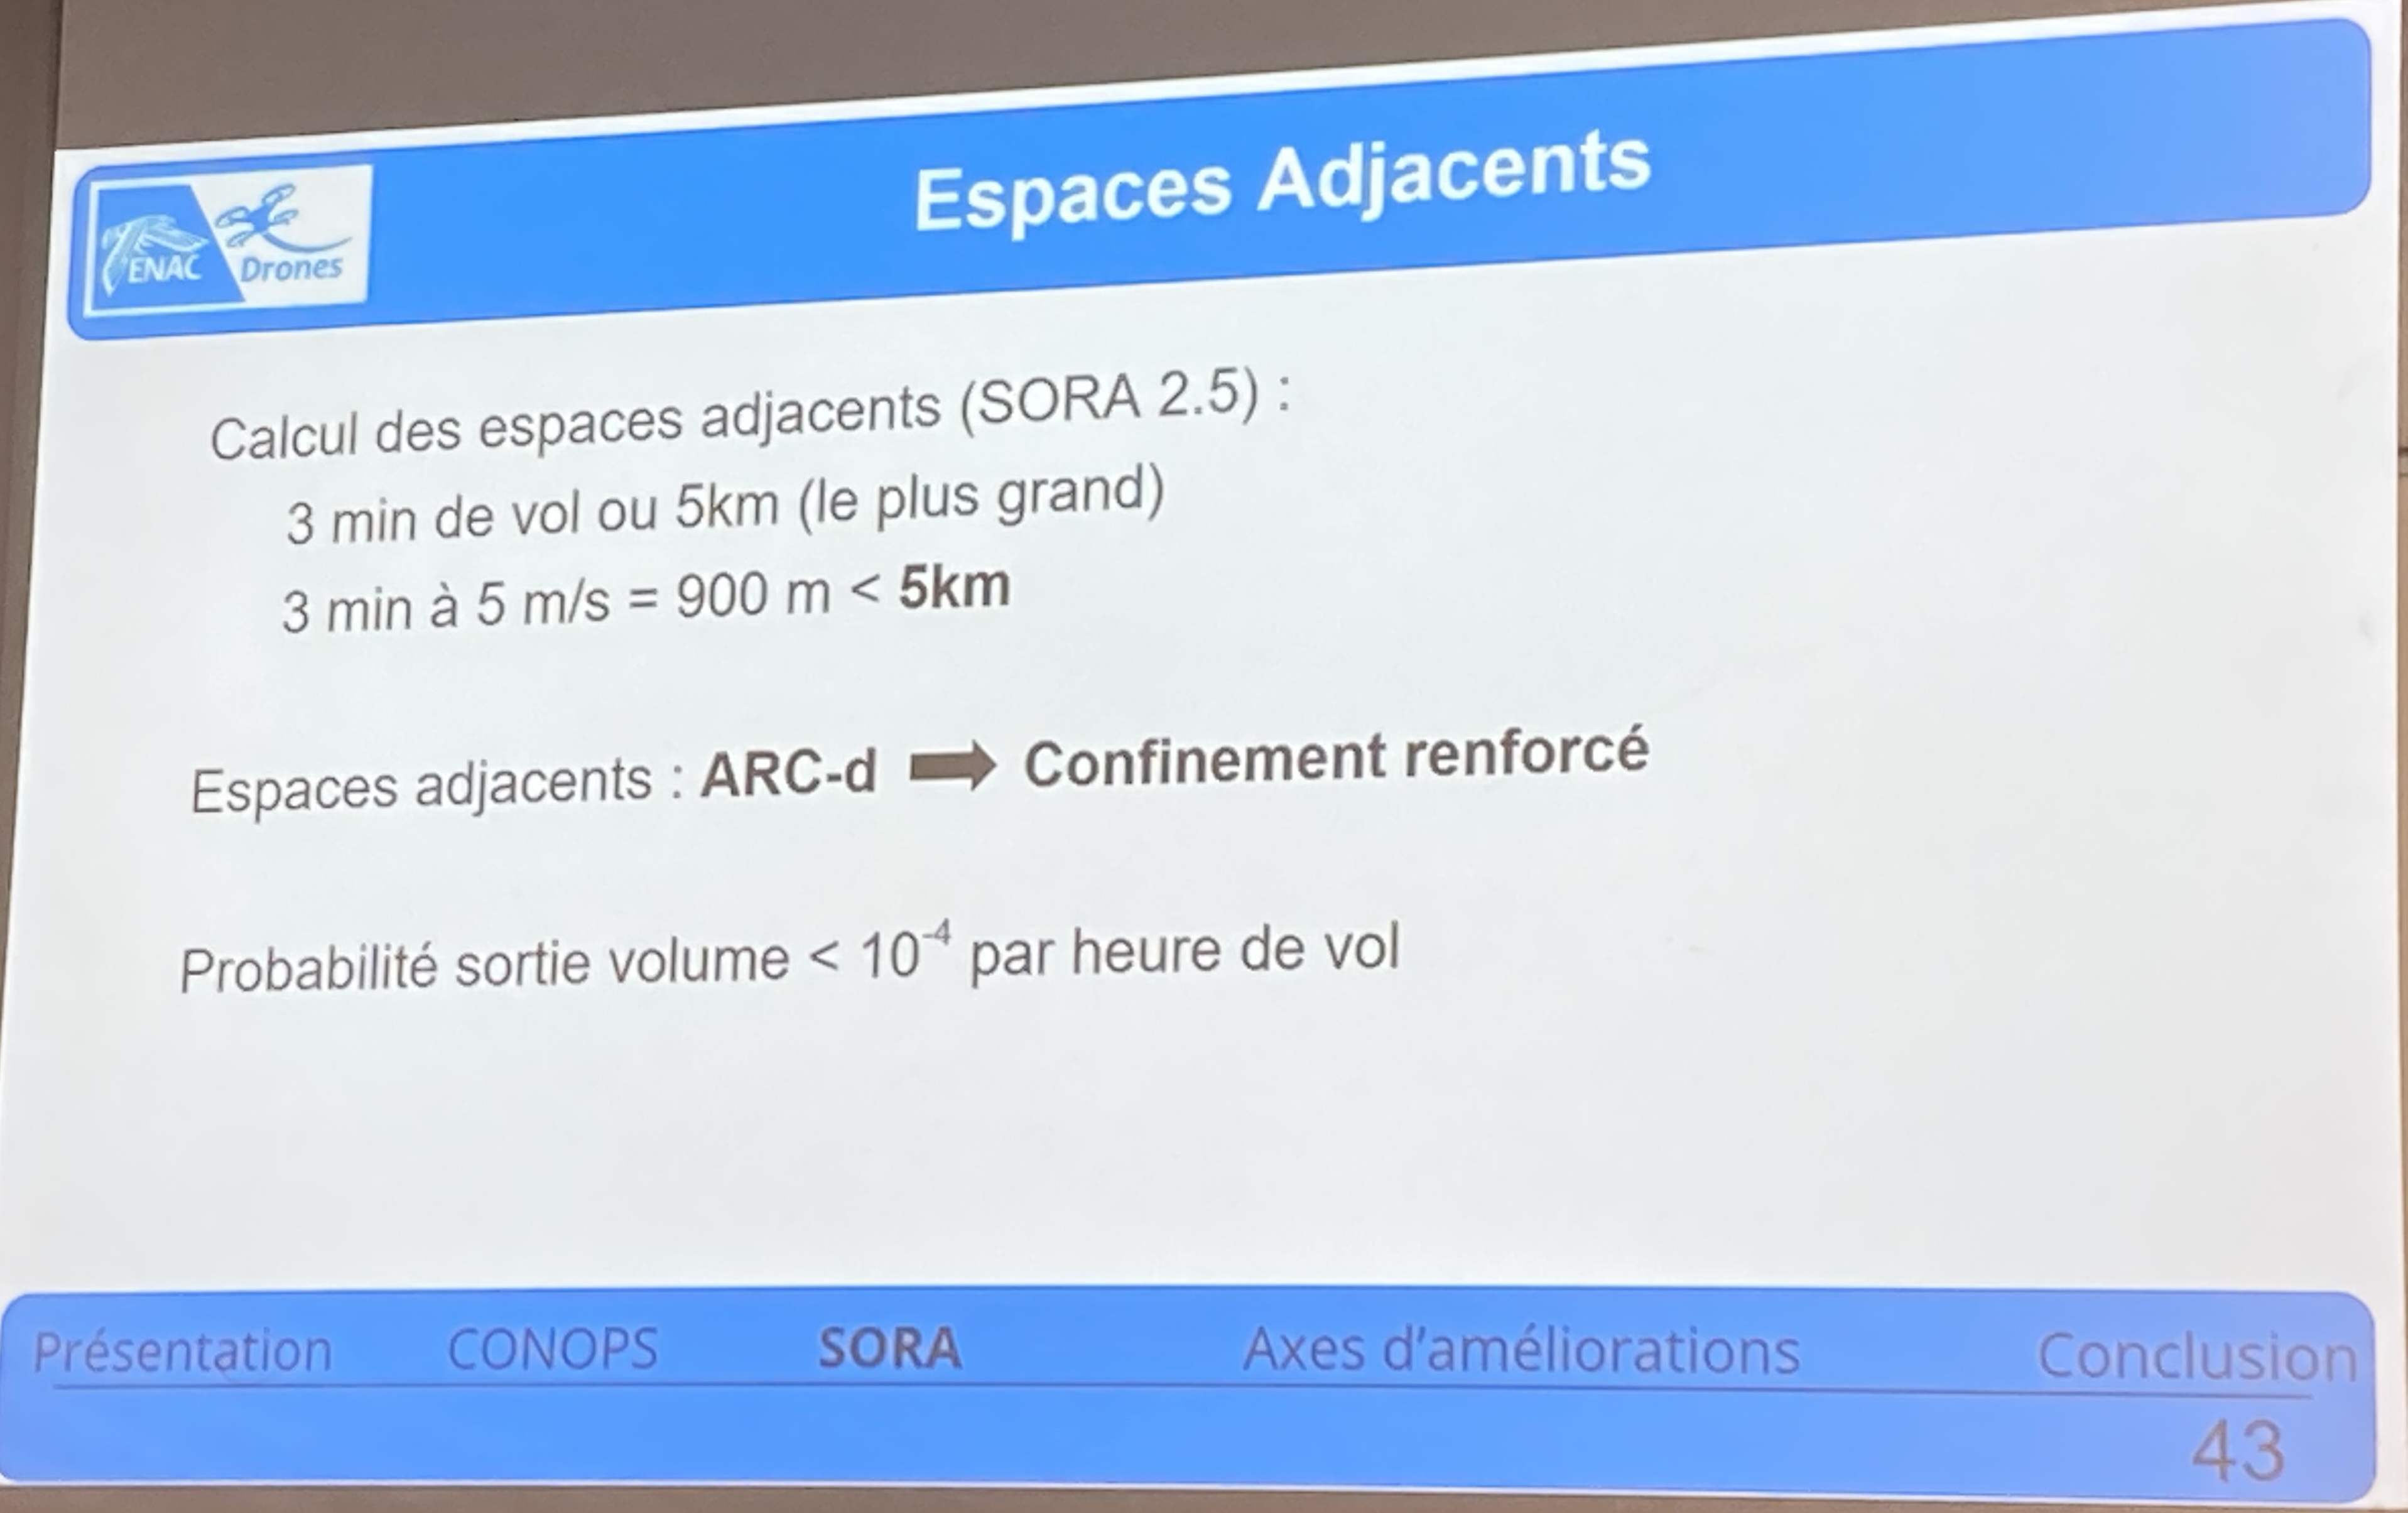 Espaces Adjacents
ENAC Drones
Calcul des espaces adjacents (SORA 2.5) :
3 min de vol ou 5km (le plus grand)
3 min à 5 m/s = 900 m < 5km
Espaces adjacents : ARC-d ➡ Confinement renforcé
Probabilité sortie volume < 10⁻⁴ par heure de vol
Présentation CONOPS SORA Axes d'améliorations Conclusion
43